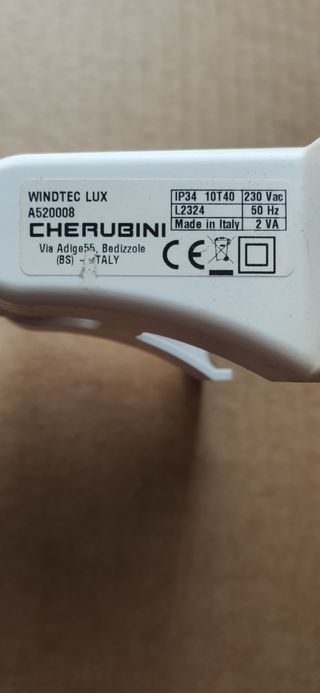 WINDTEC LUX
A520008
CHERUBINI
Via Adige55, Bedizzole
(BS) - ITALY
IP34 10T40 230 Vac
L2324 50 Hz
Made in Italy 2 VA
CE